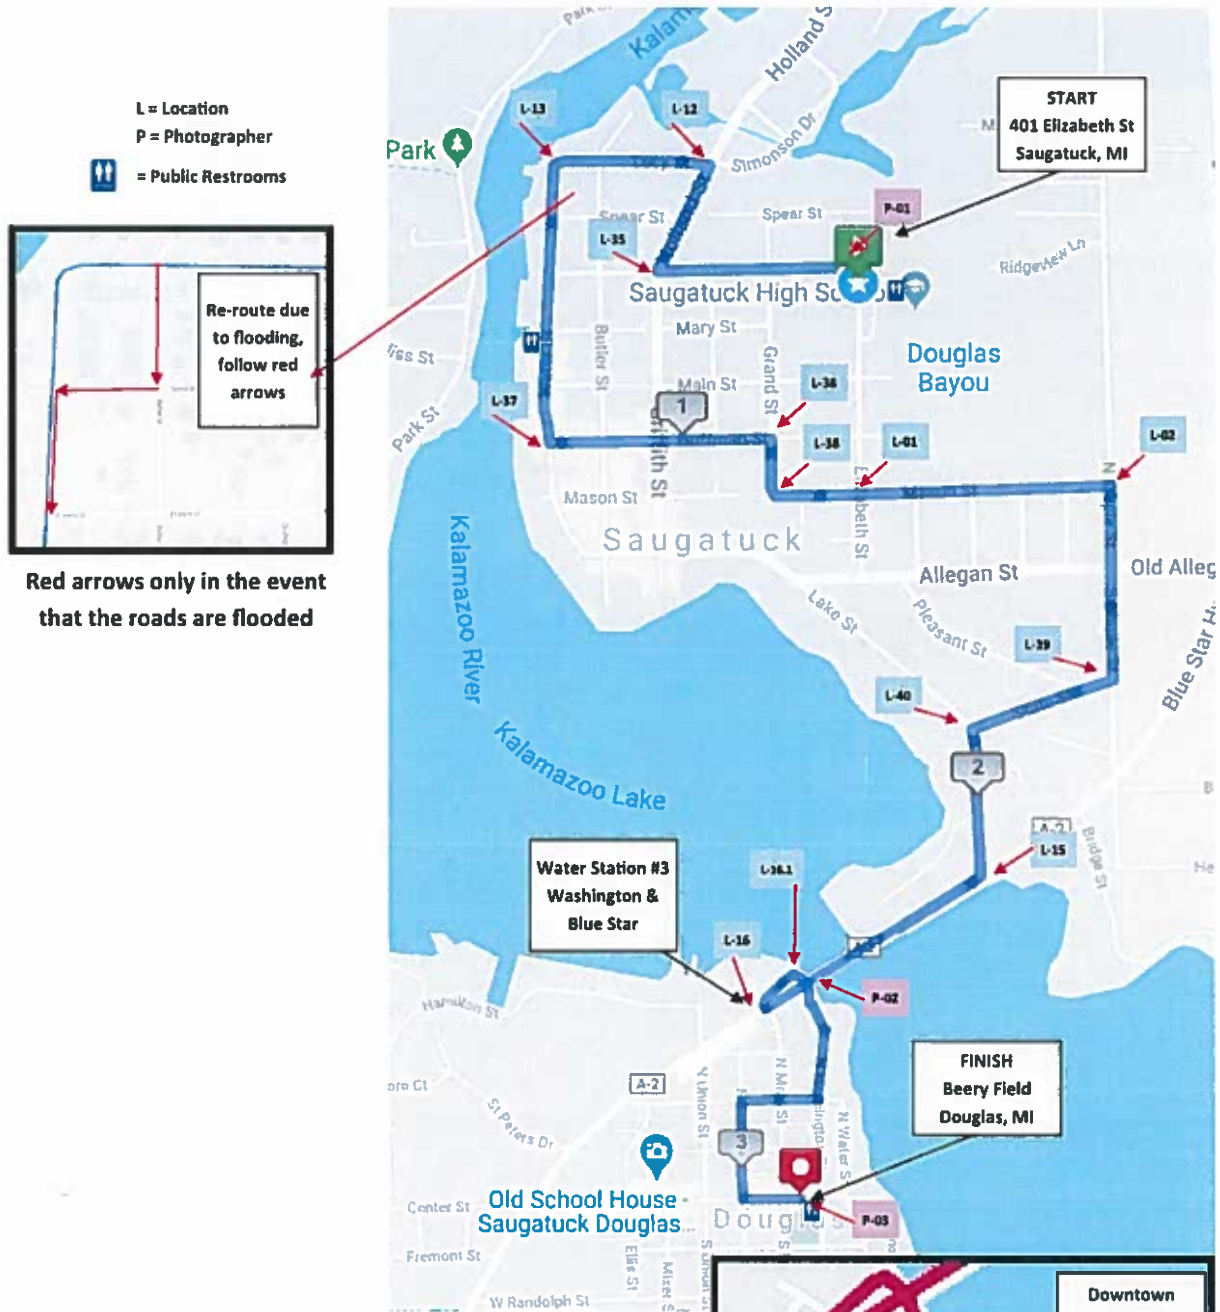 L = Location
P = Photographer
= Public Restrooms
Re-route due
to flooding,
follow red
arrows
Red arrows only in the event
that the roads are flooded
Holland S
L-13
L-12
Simonson Dr
START
401 Elizabeth St
Saugatuck, MI
Park
Spear St
Spear St
P-01
L-35
Ridgeview Ln
Saugatuck High
Mary St
Butler St
Grand St
Main St
Douglas
Bayou
L-37
Park St
1
L-38
L-38
L-01
L-02
Mason St
Saugatuck
Allegan St
Old Alleg
Kalamazoo River
Lake St
Pleasant St
L-39
Blue Star
L-40
2
Kalamazoo Lake
A-2
L-15
Bridge St
Water Station #3
Washington &
Blue Star
L-16
P-02
Hamilton St
FINISH
Beery Field
Douglas, MI
A-2
St Peters Dr
3
Old School House
Saugatuck Douglas...
Center St
Douglas
P-03
Fremont St
Ellis St
W Randolph St
Downtown